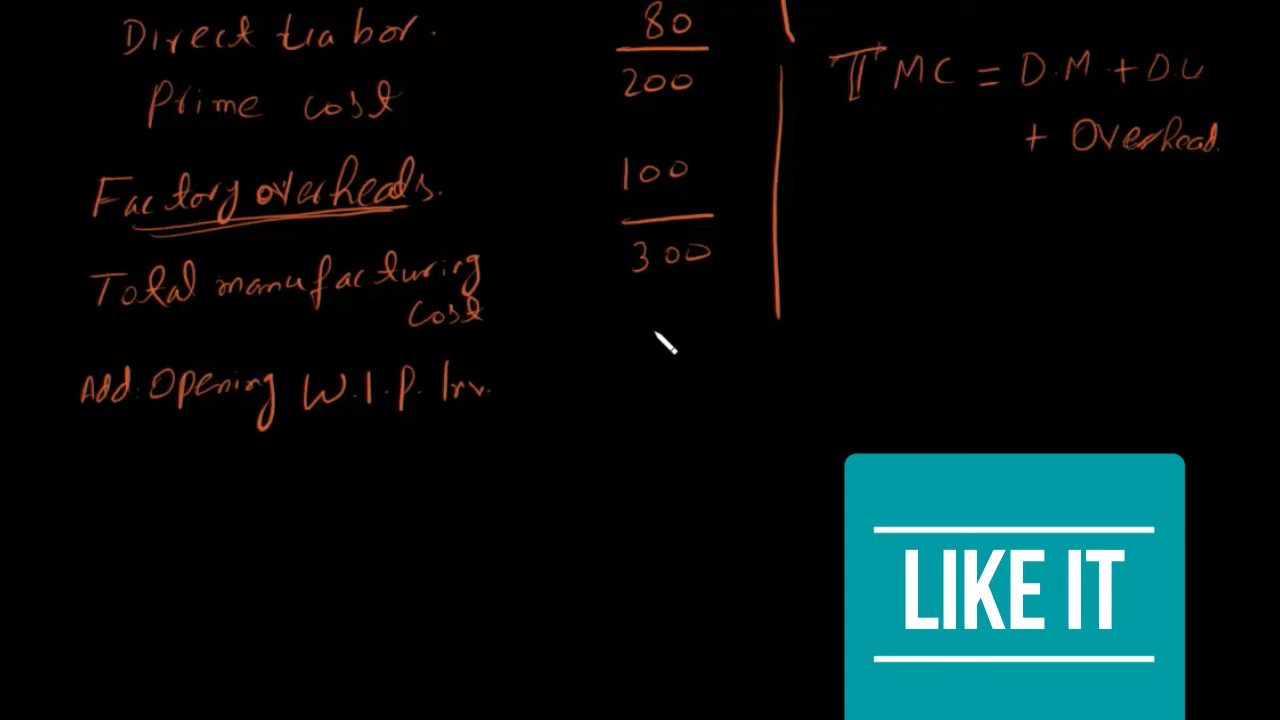 Direct Labor. 80
Prime cost 200
Factory overheads. 100
Total manufacturing 300
cost
Add: Opening W.I.P. Inv.
TMC = D.M + D.L
+ Overhead.
LIKE IT